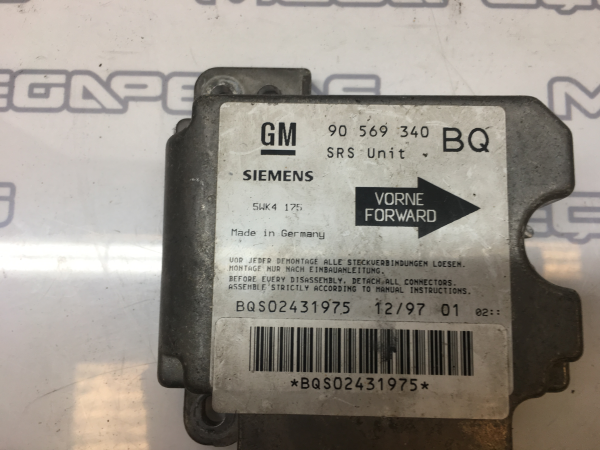 GM 90 569 340 BQ
SRS Unit
SIEMENS
VORNE
FORWARD
5WK4 175
Made in Germany
VOR JEDER DEMONTAGE ALLE STECKVERBINDUNGEN LOESEN.
MONTAGE NUR NACH EINBAUANLEITUNG.
BEFORE EVERY DISASSEMBLY, DETACH ALL CONNECTORS.
ASSEMBLE STRICTLY ACCORDING TO MANUAL INSTRUCTIONS.
BQS02431975 12/97 01 02::
*BQS02431975*